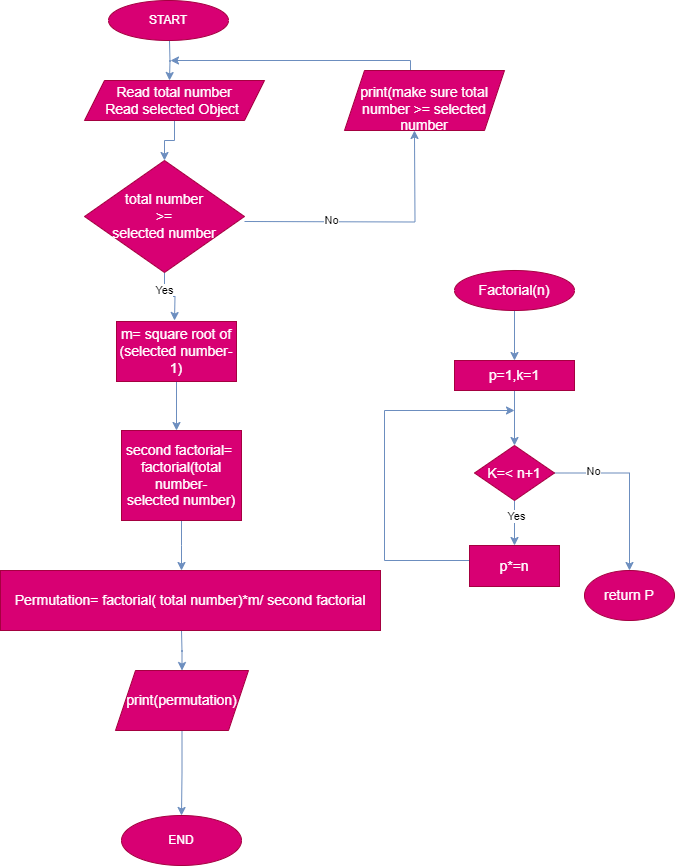 START
Read total number
Read selected Object
print(make sure total
number >= selected
number
total number
>=
selected number
No
Yes
m= square root of
(selected number-
1)
second factorial=
factorial(total
number-
selected number)
Permutation= factorial( total number)*m/ second factorial
print(permutation)
END
Factorial(n)
p=1,k=1
K=< n+1
No
Yes
p*=n
return P